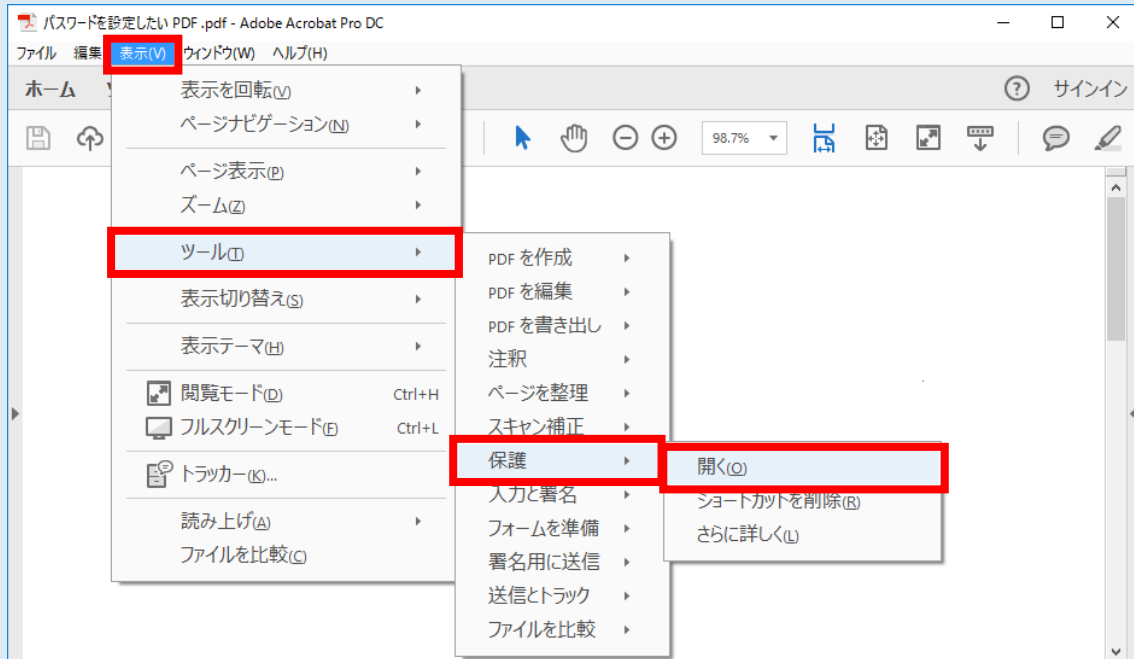 パスワードを設定したい PDF .pdf - Adobe Acrobat Pro DC
ファイル 編集 表示(V) ウィンドウ(W) ヘルプ(H)
ホーム サインイン
98.7%
表示を回転(V)
ページナビゲーション(N)
ページ表示(P)
ズーム(Z)
ツール(T)
表示切り替え(S)
表示テーマ(H)
閲覧モード(D) Ctrl+H
フルスクリーンモード(F) Ctrl+L
トラッカー(K)...
読み上げ(A)
ファイルを比較(C)
PDF を作成
PDF を編集
PDF を書き出し
注釈
ページを整理
スキャン補正
保護
入力と署名
フォームを準備
署名用に送信
送信とトラック
ファイルを比較
開く(O)
ショートカットを削除(R)
さらに詳しく(L)